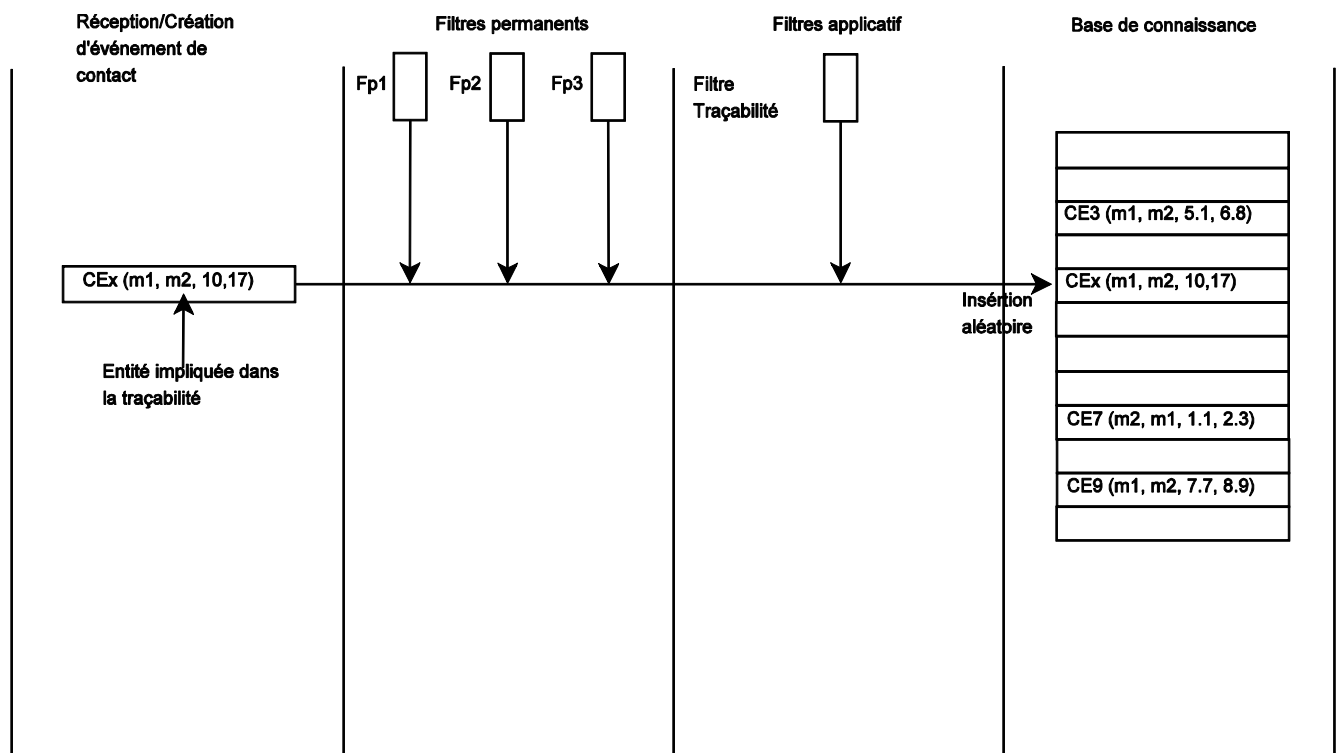 Réception/Création
d'événement de
contact
Filtres permanents
Filtres applicatif
Base de connaissance
Fp1
Fp2
Fp3
Filtre
Traçabilité
CE3 (m1, m2, 5.1, 6.8)
CEx (m1, m2, 10,17)
CEx (m1, m2, 10,17)
Insértion
aléatoire
Entité impliquée dans
la traçabilité
CE7 (m2, m1, 1.1, 2.3)
CE9 (m1, m2, 7.7, 8.9)